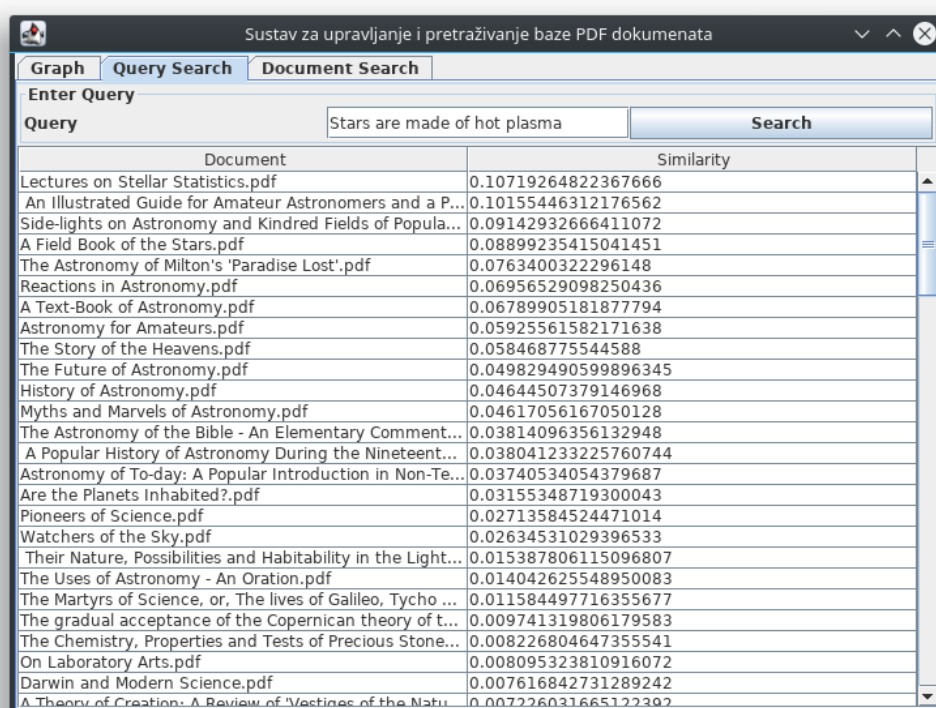 Sustav za upravljanje i pretraživanje baze PDF dokumenata
Graph Query Search Document Search
Enter Query
Query Stars are made of hot plasma Search
Document Similarity
Lectures on Stellar Statistics.pdf 0.10719264822367666
An Illustrated Guide for Amateur Astronomers and a P... 0.10155446312176562
Side-lights on Astronomy and Kindred Fields of Popula... 0.09142932666411072
A Field Book of the Stars.pdf 0.08899235415041451
The Astronomy of Milton's 'Paradise Lost'.pdf 0.0763400322296148
Reactions in Astronomy.pdf 0.06956529098250436
A Text-Book of Astronomy.pdf 0.06789905181877794
Astronomy for Amateurs.pdf 0.05925561582171638
The Story of the Heavens.pdf 0.058468775544588
The Future of Astronomy.pdf 0.049829490599896345
History of Astronomy.pdf 0.04644507379146968
Myths and Marvels of Astronomy.pdf 0.04617056167050128
The Astronomy of the Bible - An Elementary Comment... 0.03814096356132948
A Popular History of Astronomy During the Nineteent... 0.038041233225760744
Astronomy of To-day: A Popular Introduction in Non-Te... 0.03740534054379687
Are the Planets Inhabited?.pdf 0.03155348719300043
Pioneers of Science.pdf 0.02713584524471014
Watchers of the Sky.pdf 0.02634531029396533
Their Nature, Possibilities and Habitability in the Light... 0.015387806115096807
The Uses of Astronomy - An Oration.pdf 0.014042625548950083
The Martyrs of Science, or, The lives of Galileo, Tycho ... 0.011584497716355677
The gradual acceptance of the Copernican theory of t... 0.009741319806179583
The Chemistry, Properties and Tests of Precious Stone... 0.008226804647355541
On Laboratory Arts.pdf 0.008095323810916072
Darwin and Modern Science.pdf 0.007616842731289242
A Theory of Creation: A Review of 'Vestiges of the Natu... 0.007226031665122392